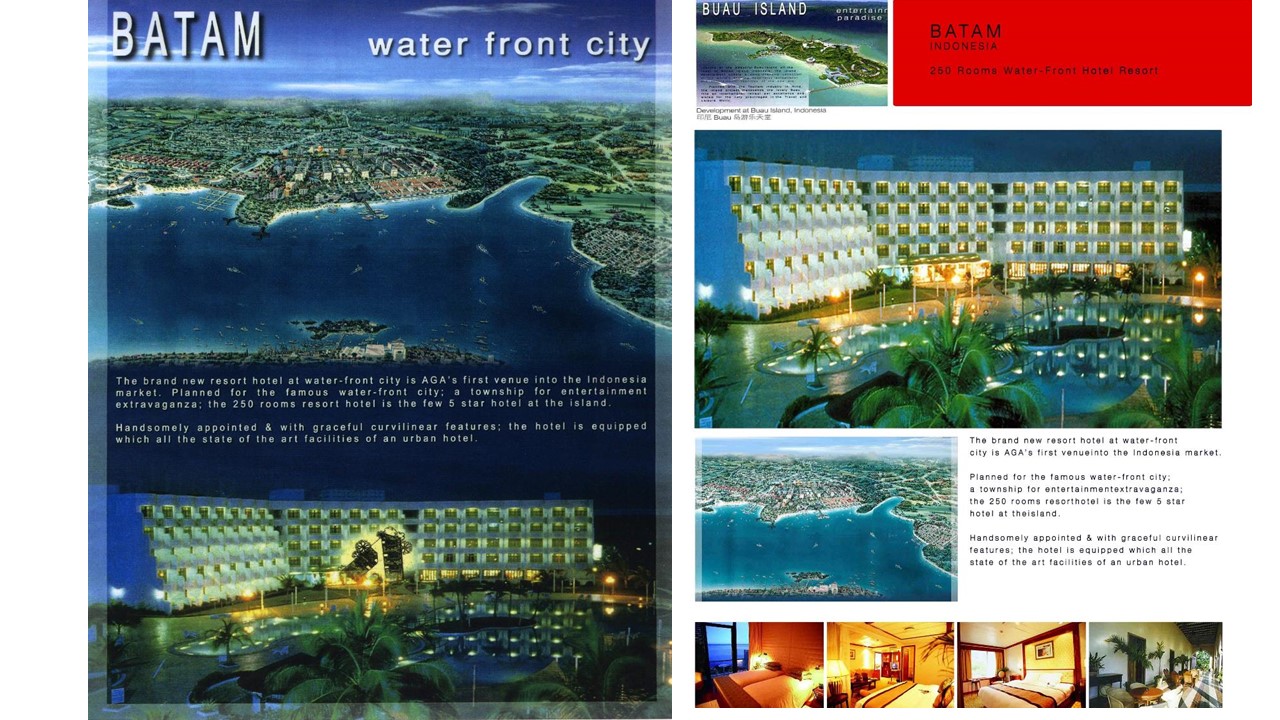 BATAM
water front city
The brand new resort hotel at water-front city is AGA's first venue into the Indonesia
market. Planned for the famous water-front city; a township for entertainment
extravaganza; the 250 rooms resort hotel is the few 5 star hotel at the island.
Handsomely appointed & with graceful curvilinear features; the hotel is equipped
which all the state of the art facilities of an urban hotel.
BUAU ISLAND
paradise
Development at Buau Island, Indonesia
印尼 Buau 岛游乐天堂
BATAM
INDONESIA
250 Rooms Water-Front Hotel Resort
The brand new resort hotel at water-front
city is AGA's first venueinto the Indonesia market.
Planned for the famous water-front city;
a township for entertainmentextravaganza;
the 250 rooms resorthotel is the few 5 star
hotel at theisland.
Handsomely appointed & with graceful curvilinear
features; the hotel is equipped which all the
state of the art facilities of an urban hotel.